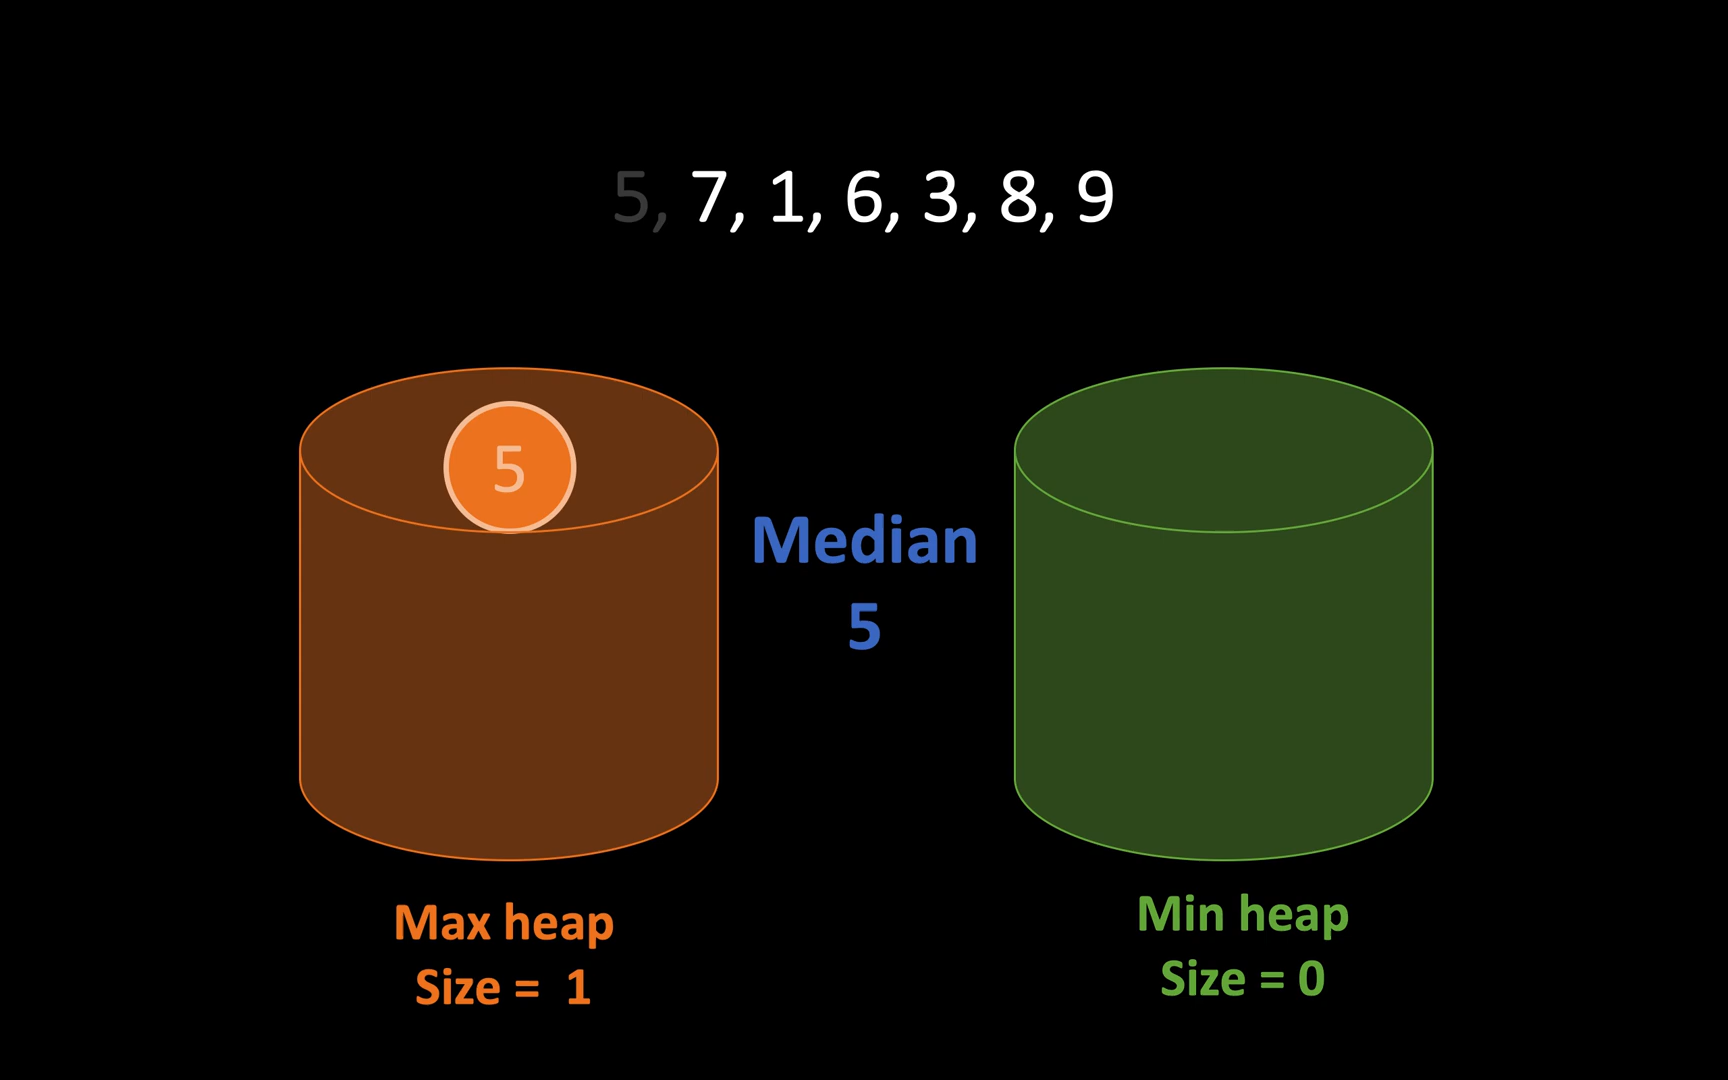 5, 7, 1, 6, 3, 8, 9
5
Median
5
Max heap
Size =  1
Min heap
Size = 0